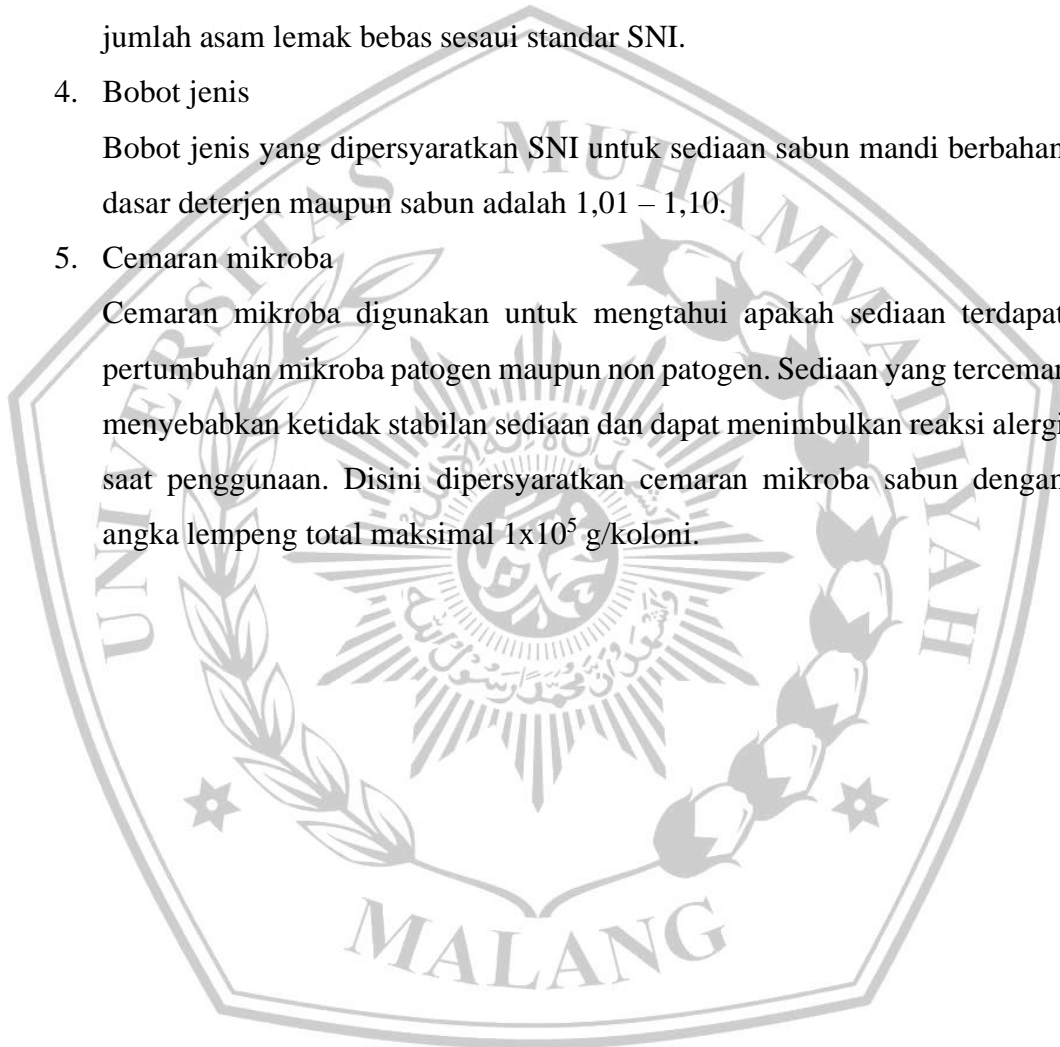 jumlah asam lemak bebas sesaui standar SNI.
4. Bobot jenis
Bobot jenis yang dipersyaratkan SNI untuk sediaan sabun mandi berbahan
dasar deterjen maupun sabun adalah 1,01 – 1,10.
5. Cemaran mikroba
Cemaran mikroba digunakan untuk mengtahui apakah sediaan terdapat
pertumbuhan mikroba patogen maupun non patogen. Sediaan yang tercemar
menyebabkan ketidak stabilan sediaan dan dapat menimbulkan reaksi alergi
saat penggunaan. Disini dipersyaratkan cemaran mikroba sabun dengan
angka lempeng total maksimal 1x10⁵ g/koloni.
UNIVERSITAS MUHAMMADIYAH
MALANG